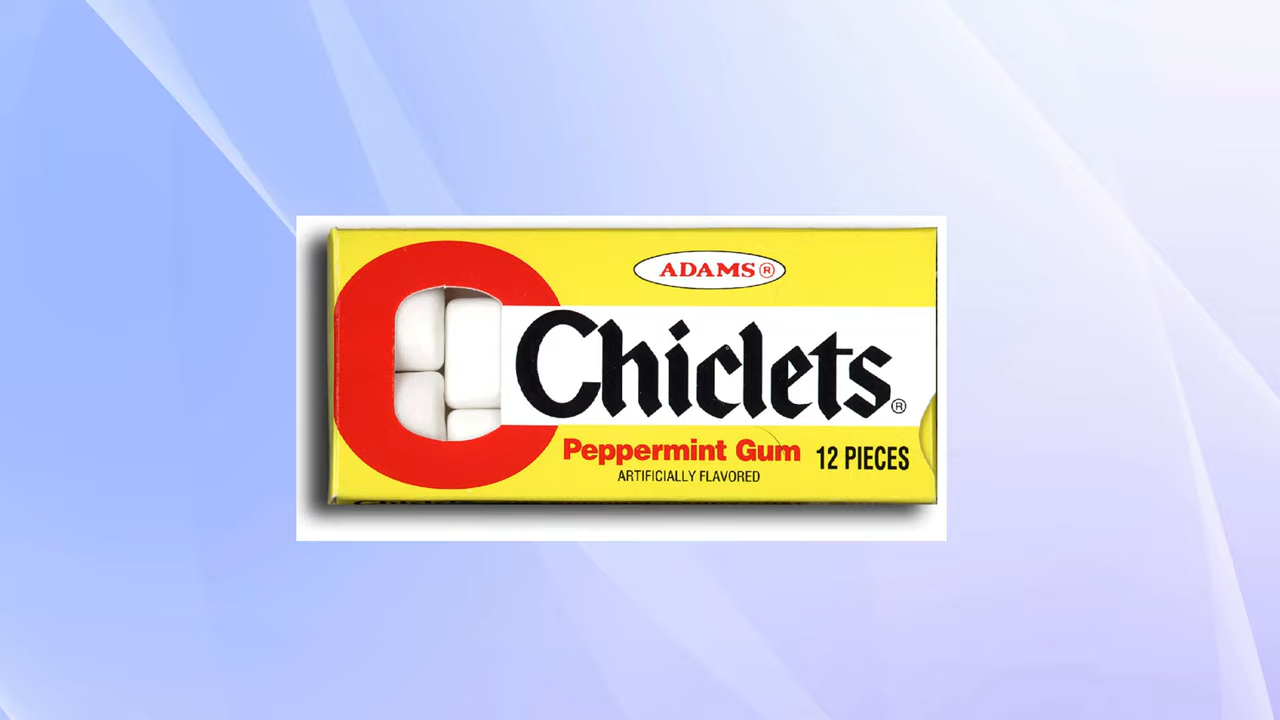 ADAMS®
Chiclets®
Peppermint Gum
12 PIECES
ARTIFICIALLY FLAVORED